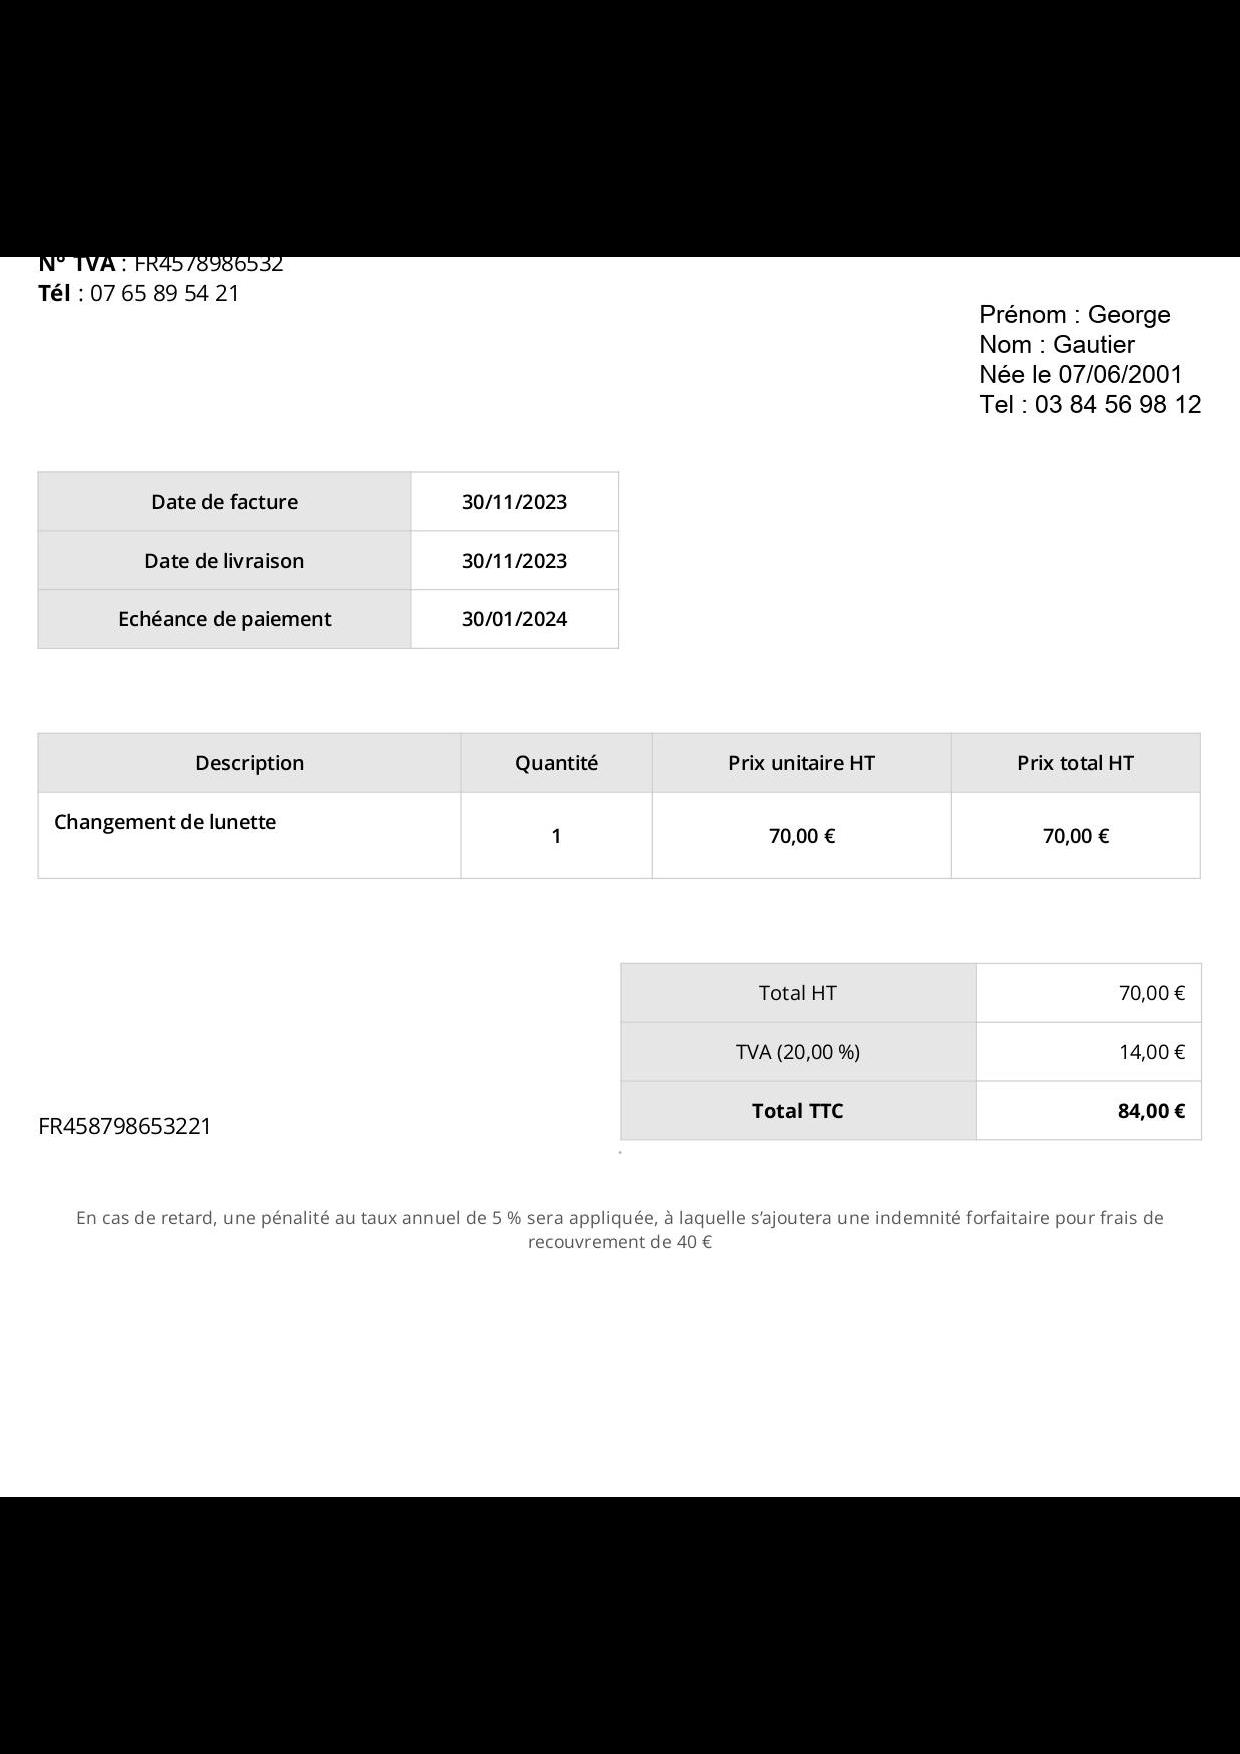 N° TVA : FR4578986532
Tél : 07 65 89 54 21
Prénom : George
Nom : Gautier
Née le 07/06/2001
Tel : 03 84 56 98 12
Date de facture 30/11/2023
Date de livraison 30/11/2023
Echéance de paiement 30/01/2024
Description Quantité Prix unitaire HT Prix total HT
Changement de lunette 1 70,00 € 70,00 €
Total HT 70,00 €
TVA (20,00 %) 14,00 €
Total TTC 84,00 €
FR458798653221
En cas de retard, une pénalité au taux annuel de 5 % sera appliquée, à laquelle s’ajoutera une indemnité forfaitaire pour frais de
recouvrement de 40 €